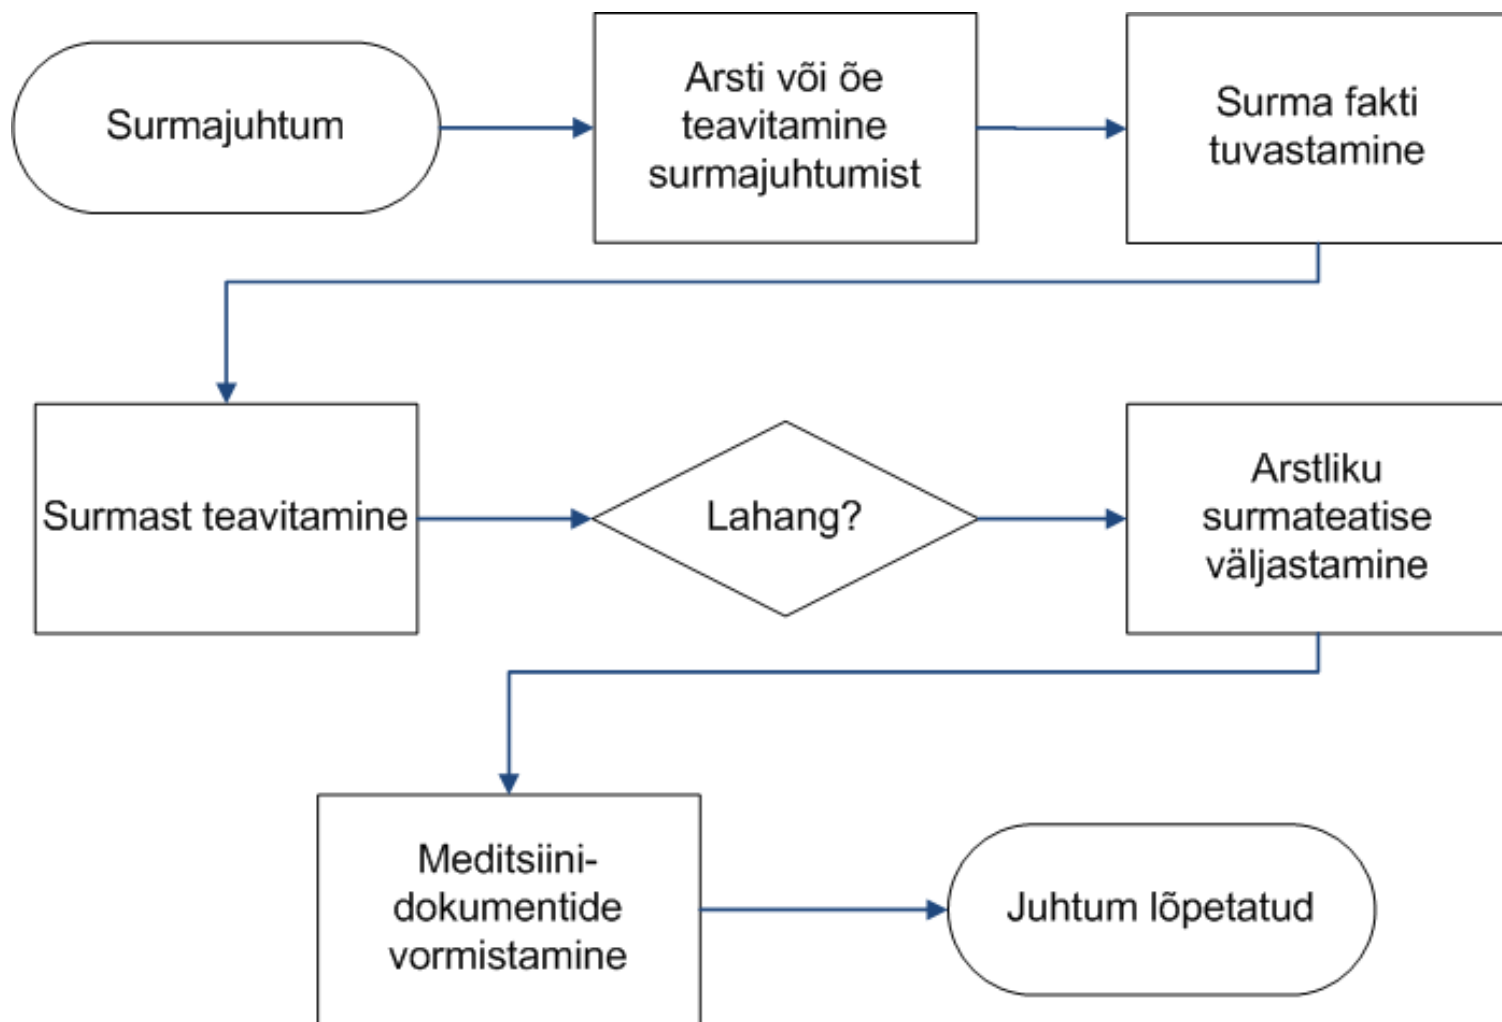 Surmajuhtum
Arsti või õe
teavitamine
surmajuhtumist
Surma fakti
tuvastamine
Surmast teavitamine
Lahang?
Arstliku
surmateatise
väljastamine
Meditsiini-
dokumentide
vormistamine
Juhtum lõpetatud